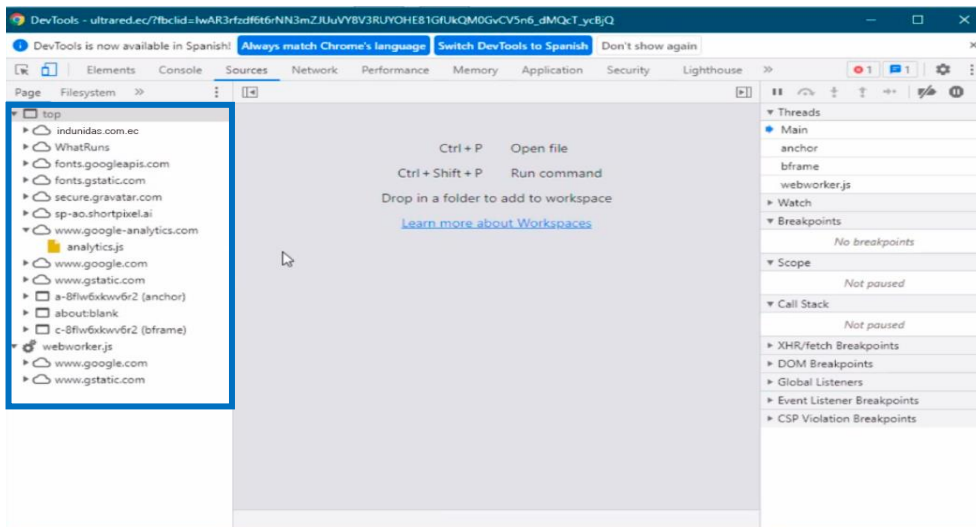 DevTools - ultrared.ec/?fbclid=IwAR3rfzdf6t6rNN3mZJUuVYBV3RUYOHE81GfUkQM0GvCV5n6_dMQcT_ycBjQ
DevTools is now available in Spanish! Always match Chrome's language Switch DevTools to Spanish Don't show again
Elements Console Sources Network Performance Memory Application Security Lighthouse » 1 1
Page Filesystem »
top
indunidas.com.ec
WhatRuns
fonts.googleapis.com
fonts.gstatic.com
secure.gravatar.com
sp-ao.shortpixel.ai
www.google-analytics.com
analytics.js
www.google.com
www.gstatic.com
a-8flw6xkwv6r2 (anchor)
about:blank
c-8flw6xkwv6r2 (bframe)
webworker.js
www.google.com
www.gstatic.com
Ctrl + P Open file
Ctrl + Shift + P Run command
Drop in a folder to add to workspace
Learn more about Workspaces
Threads
Main
anchor
bframe
webworker.js
Watch
Breakpoints
No breakpoints
Scope
Not paused
Call Stack
Not paused
XHR/fetch Breakpoints
DOM Breakpoints
Global Listeners
Event Listener Breakpoints
CSP Violation Breakpoints